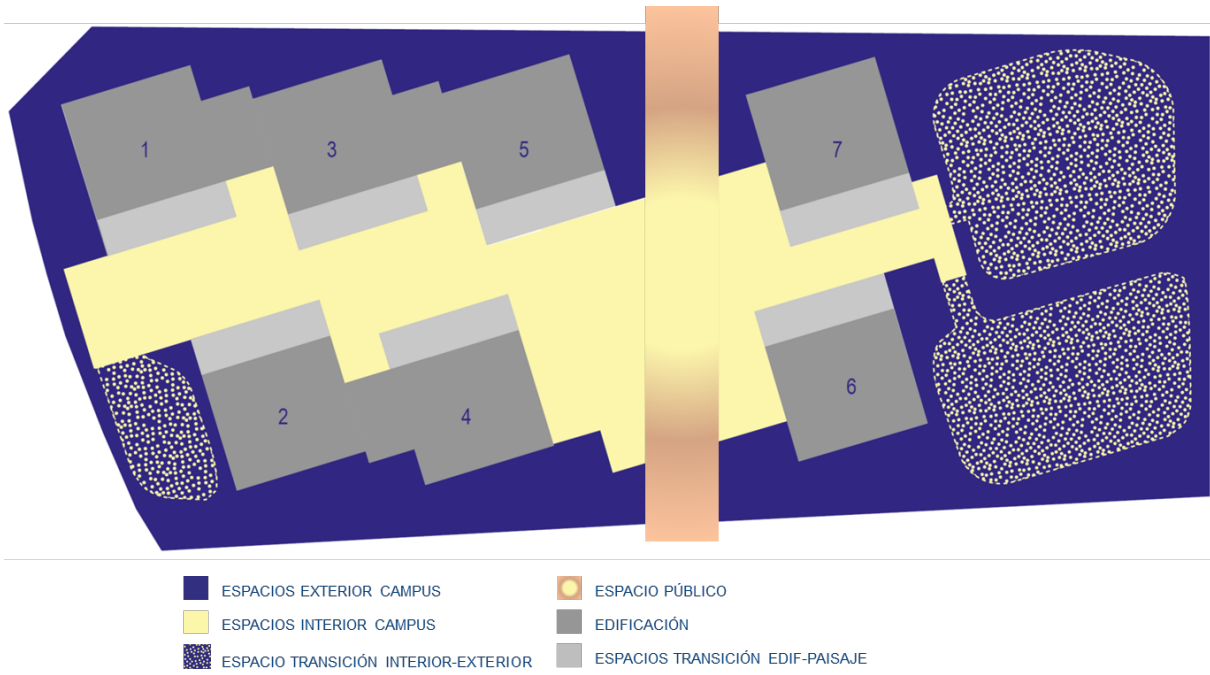 1
3
5
7
2
4
6
ESPACIOS EXTERIOR CAMPUS
ESPACIO PÚBLICO
ESPACIOS INTERIOR CAMPUS
EDIFICACIÓN
ESPACIO TRANSICIÓN INTERIOR-EXTERIOR
ESPACIOS TRANSICIÓN EDIF-PAISAJE